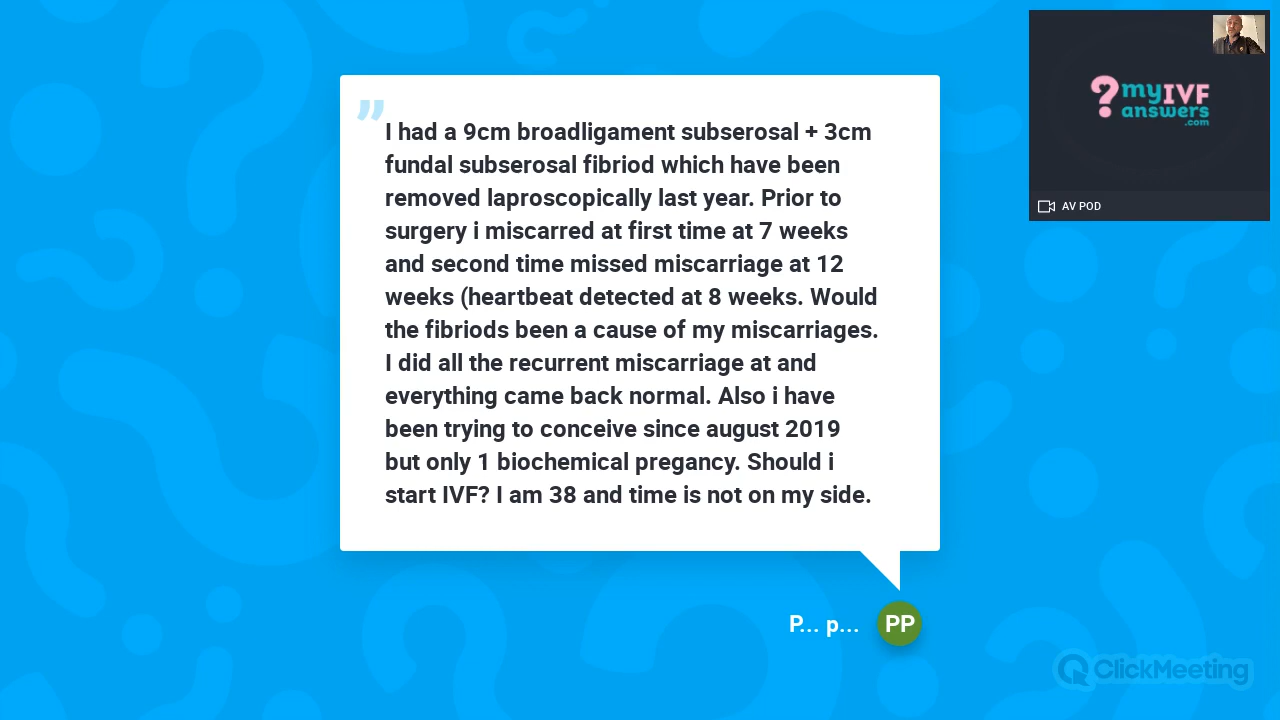 ”
I had a 9cm broadligament subserosal + 3cm
fundal subserosal fibriod which have been
removed laproscopically last year. Prior to
surgery i miscarred at first time at 7 weeks
and second time missed miscarriage at 12
weeks (heartbeat detected at 8 weeks. Would
the fibriods been a cause of my miscarriages.
I did all the recurrent miscarriage at and
everything came back normal. Also i have
been trying to conceive since august 2019
but only 1 biochemical pregancy. Should i
start IVF? I am 38 and time is not on my side.
P... p...
PP
?myIVF
answers
.com
AV POD
ClickMeeting